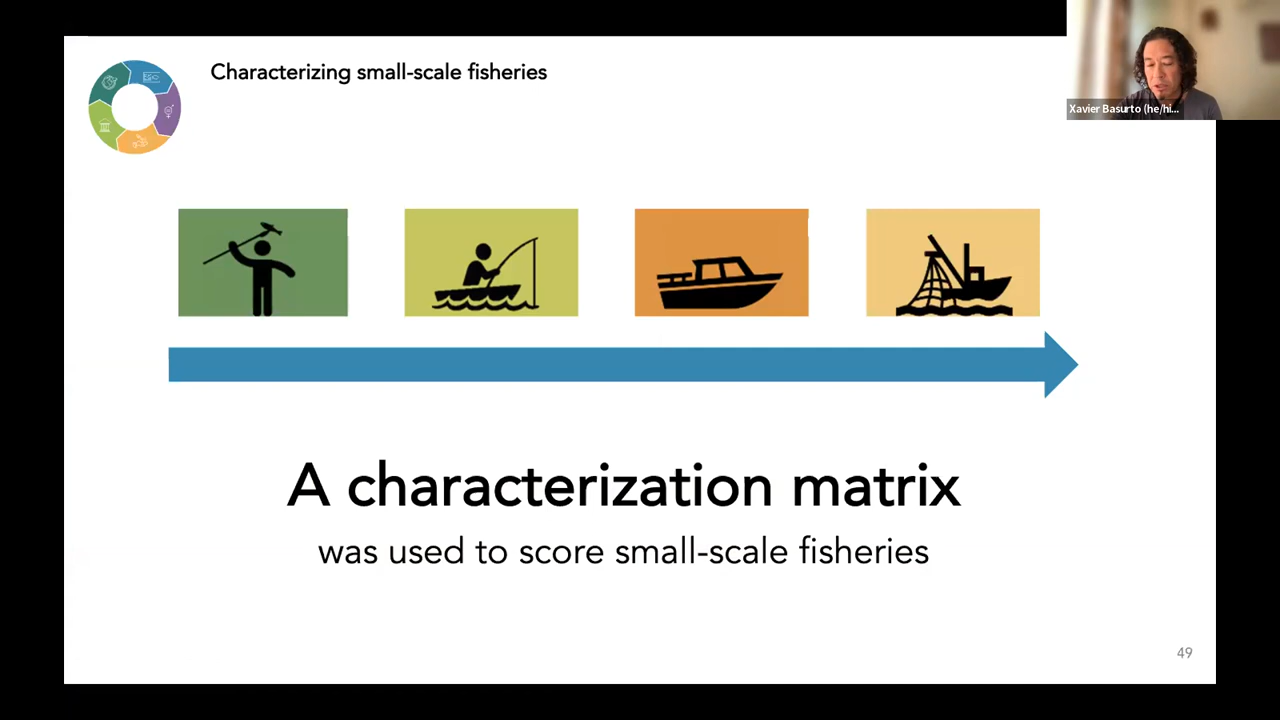 Characterizing small-scale fisheries
Xavier Basurto (he/hi...
A characterization matrix
was used to score small-scale fisheries
49